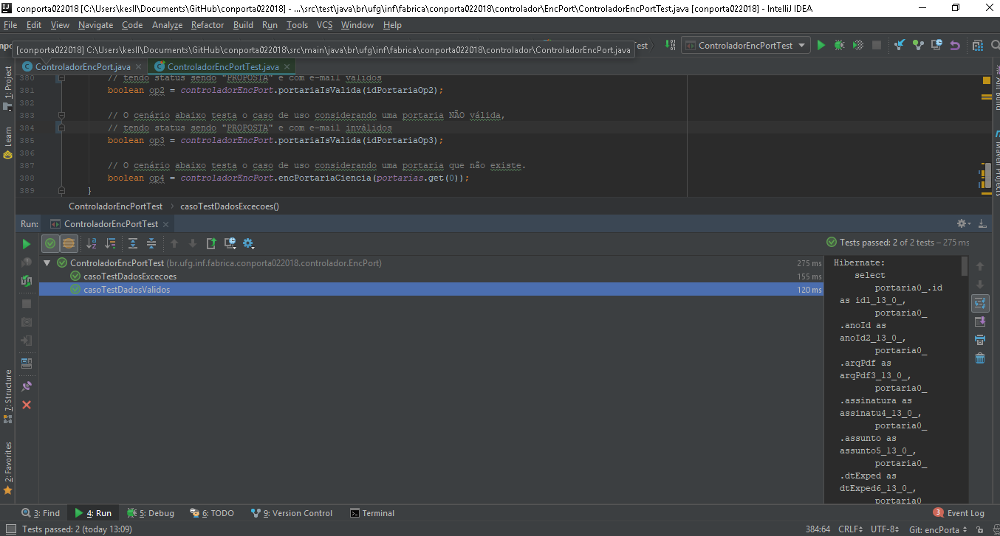 conporta022018 [C:\Users\kesll\Documents\GitHub\conporta022018] - ...\src\test\java\br\ufg\inf\fabrica\conporta022018\controlador\EncPort\ControladorEncPortTest.java [conporta022018] - IntelliJ IDEA
File Edit View Navigate Code Analyze Refactor Build Run Tools VCS Window Help
[conporta022018] C:\Users\kesll\Documents\GitHub\conporta022018\src\main\java\br\ufg\inf\fabrica\conporta022018\controlador\ControladorEncPort.java
ControladorEncPortTest
ControladorEncPort.java ControladorEncPortTest.java
380 // tendo status sendo "PROPOSTA" e com e-mail válidos
381 boolean op2 = controladorEncPort.portariaIsValida(idPortariaOp2);
382
383 // O cenário abaixo testa o caso de uso considerando uma portaria NÃO válida,
384 // tendo status sendo "PROPOSTA" e com e-mail inválidos
385 boolean op3 = controladorEncPort.portariaIsValida(idPortariaOp3);
386
387 // O cenário abaixo testa o caso de uso considerando uma portaria que não existe.
388 boolean op4 = controladorEncPort.encPortariaCiencia(portarias.get(0));
389 }
ControladorEncPortTest › casoTestDadosExcecoes()
1: Project
Learn
7: Structure
2: Favorites
Ant Build
Maven Projects
Run: ControladorEncPortTest
Tests passed: 2 of 2 tests – 275 ms
ControladorEncPortTest (br.ufg.inf.fabrica.conporta022018.controlador.EncPort) 275 ms
casoTestDadosExcecoes 155 ms
casoTestDadosValidos 120 ms
Hibernate:
select
portaria0_.id
as id1_13_0_,
portaria0_
.anoId as
anoId2_13_0_,
portaria0_
.arqPdf as
arqPdf3_13_0_,
portaria0_
.assinatura as
assinatu4_13_0_,
portaria0_
.assunto as
assunto5_13_0_,
portaria0_
.dtExped as
dtExped6_13_0_,
portaria0_
3: Find 4: Run 5: Debug 6: TODO 9: Version Control Terminal 3 Event Log
Tests passed: 2 (today 13:09) 384:64 CRLF UTF-8 Git: encPorta